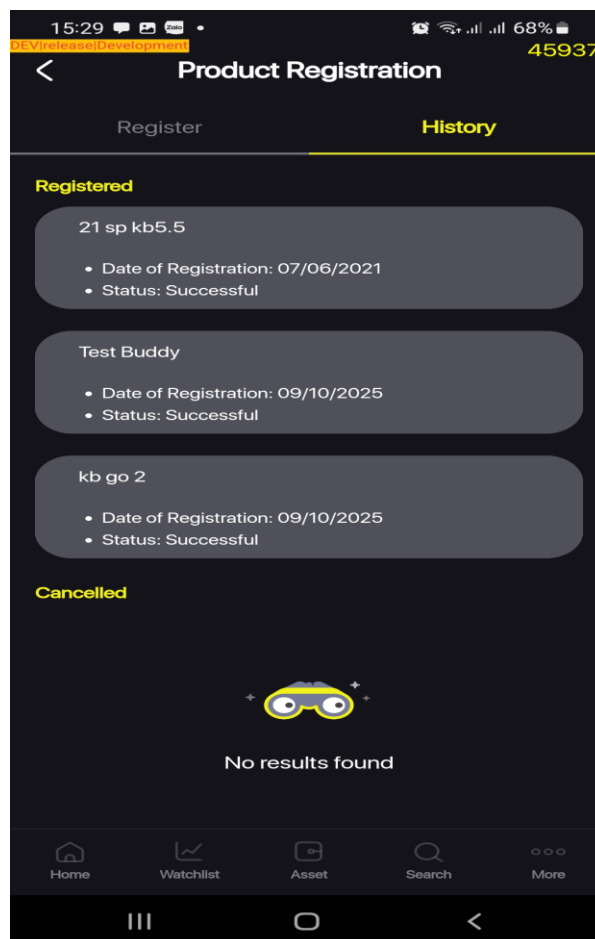 15:29
Zalo
68%
DEV|release|Development
45937
Product Registration
Register
History
Registered
21 sp kb5.5
• Date of Registration: 07/06/2021
• Status: Successful
Test Buddy
• Date of Registration: 09/10/2025
• Status: Successful
kb go 2
• Date of Registration: 09/10/2025
• Status: Successful
Cancelled
No results found
Home
Watchlist
Asset
Search
More